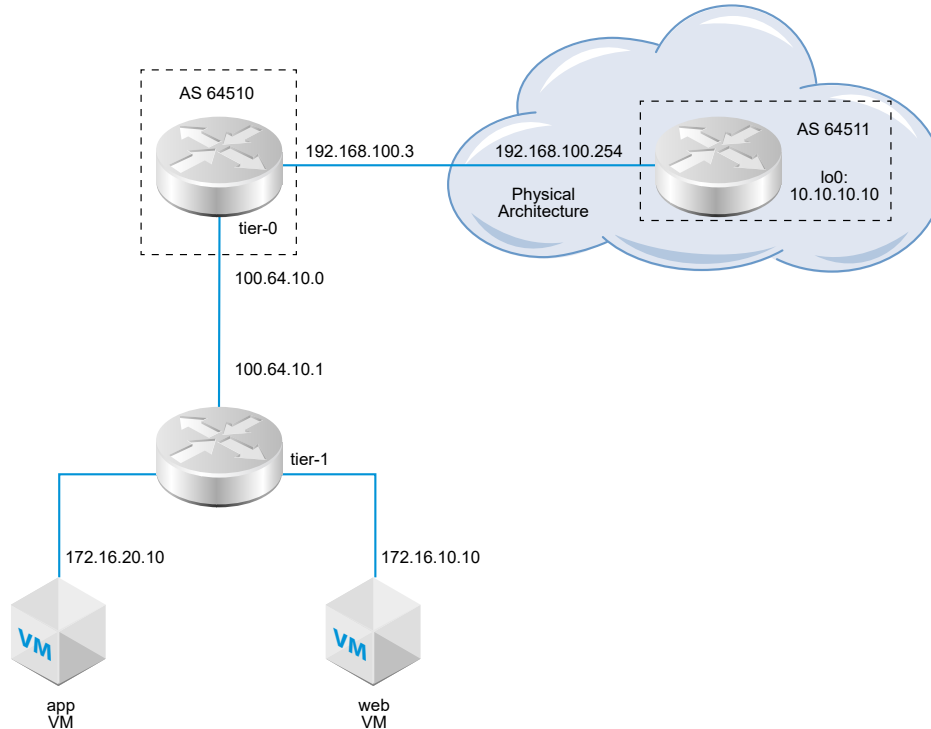 AS 64510
AS 64511
192.168.100.3
192.168.100.254
lo0:
10.10.10.10
Physical
Architecture
tier-0
100.64.10.0
100.64.10.1
tier-1
172.16.20.10
172.16.10.10
VM
VM
app
VM
web
VM